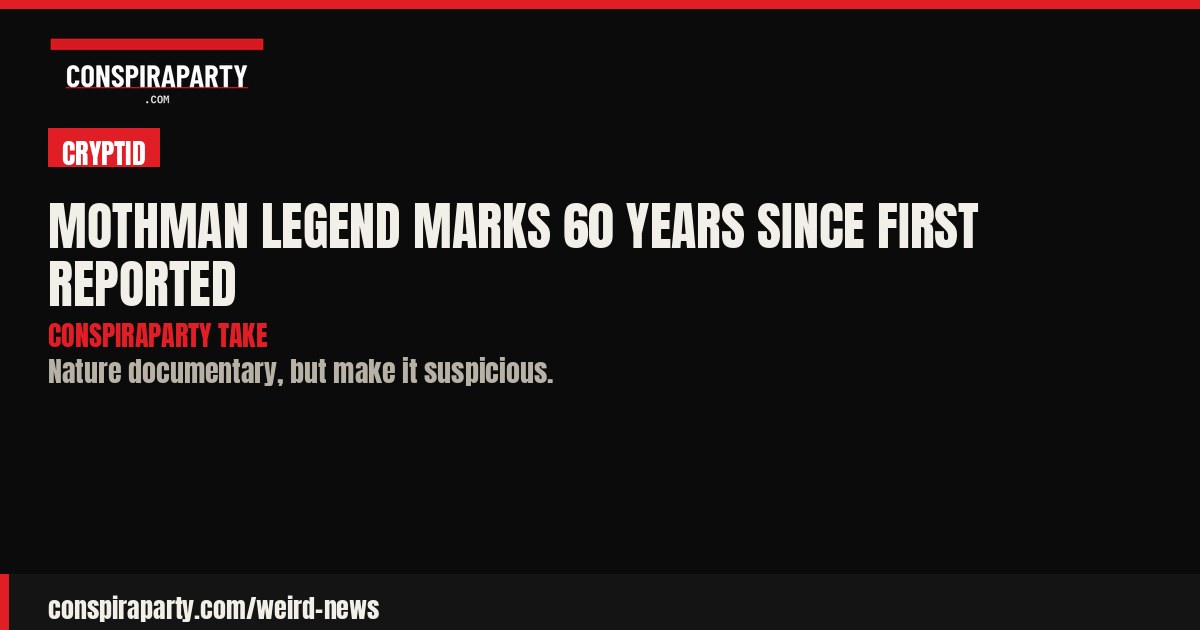 CONSPIRAPARTY
.COM
CRYPTID
MOTHMAN LEGEND MARKS 60 YEARS SINCE FIRST
REPORTED
CONSPIRAPARTY TAKE
Nature documentary, but make it suspicious.
conspiraparty.com/weird-news